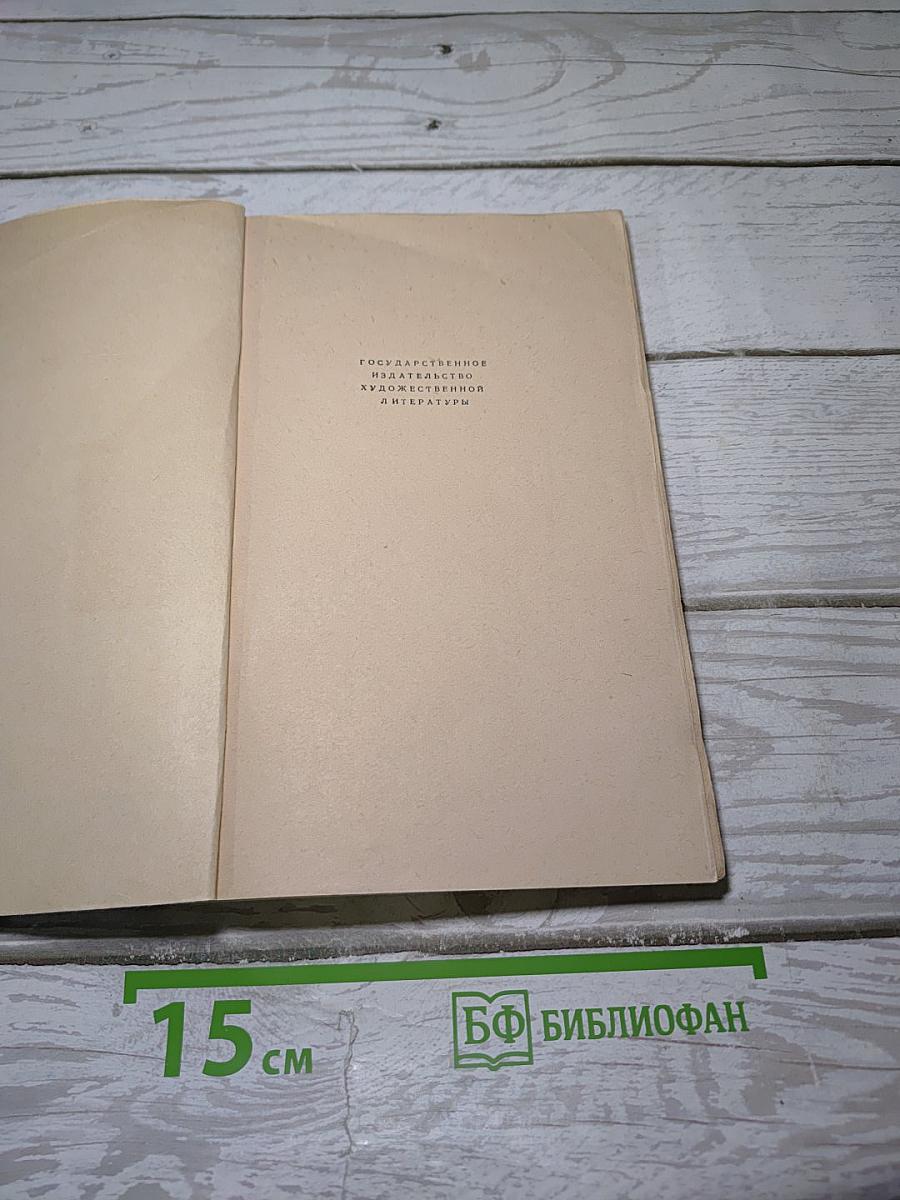 ГОСУДАРСТВЕННОЕ
ИЗДАТЕЛЬСТВО
ХУДОЖЕСТВЕННОЙ
ЛИТЕРАТУРЫ
15 см
БФ БИБЛИОФАН